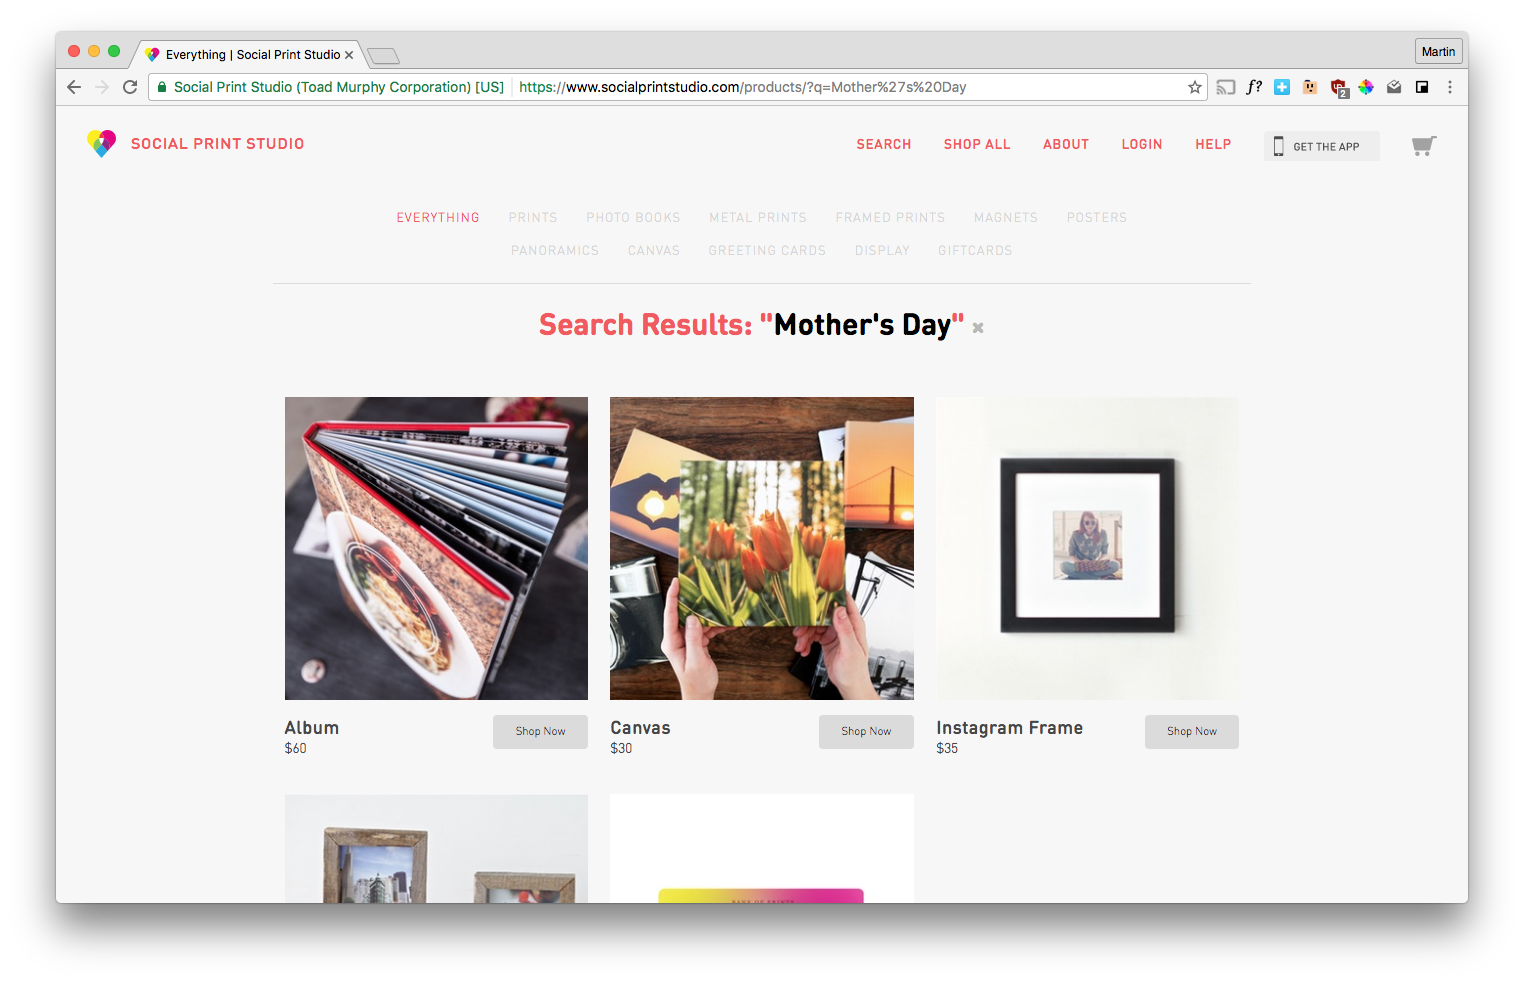 Everything | Social Print Studio
Martin
Social Print Studio (Toad Murphy Corporation) [US]
https://www.socialprintstudio.com/products/?q=Mother%27s%20Day
f?
2
SOCIAL PRINT STUDIO
SEARCH SHOP ALL ABOUT LOGIN HELP GET THE APP
EVERYTHING PRINTS PHOTO BOOKS METAL PRINTS FRAMED PRINTS MAGNETS POSTERS
PANORAMICS CANVAS GREETING CARDS DISPLAY GIFTCARDS
Search Results: "Mother's Day" ×
Album
$60
Shop Now
Canvas
$30
Shop Now
Instagram Frame
$35
Shop Now